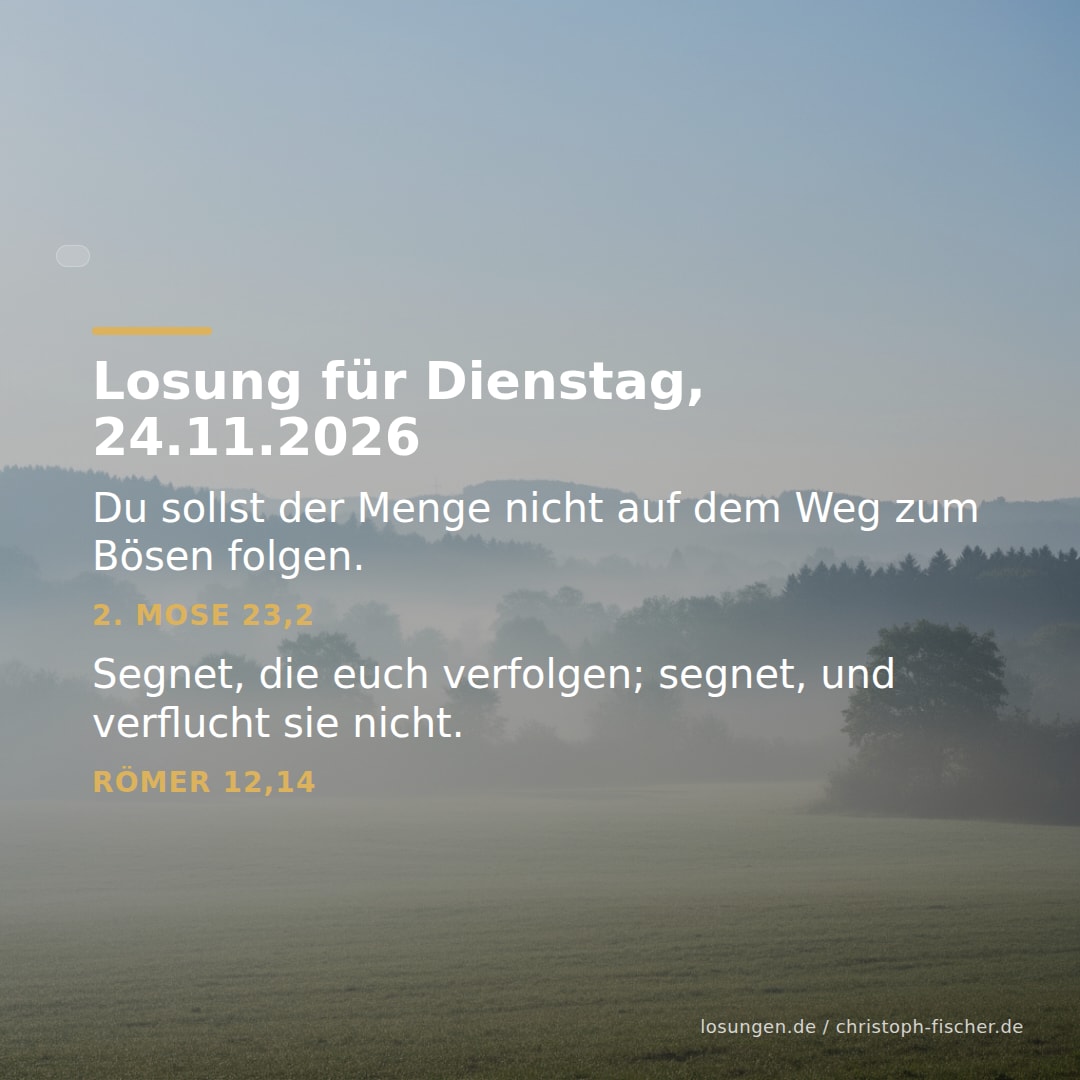 Losung für Dienstag,
24.11.2026
Du sollst der Menge nicht auf dem Weg zum
Bösen folgen.
2. MOSE 23,2
Segnet, die euch verfolgen; segnet, und
verflucht sie nicht.
RÖMER 12,14
losungen.de / christoph-fischer.de